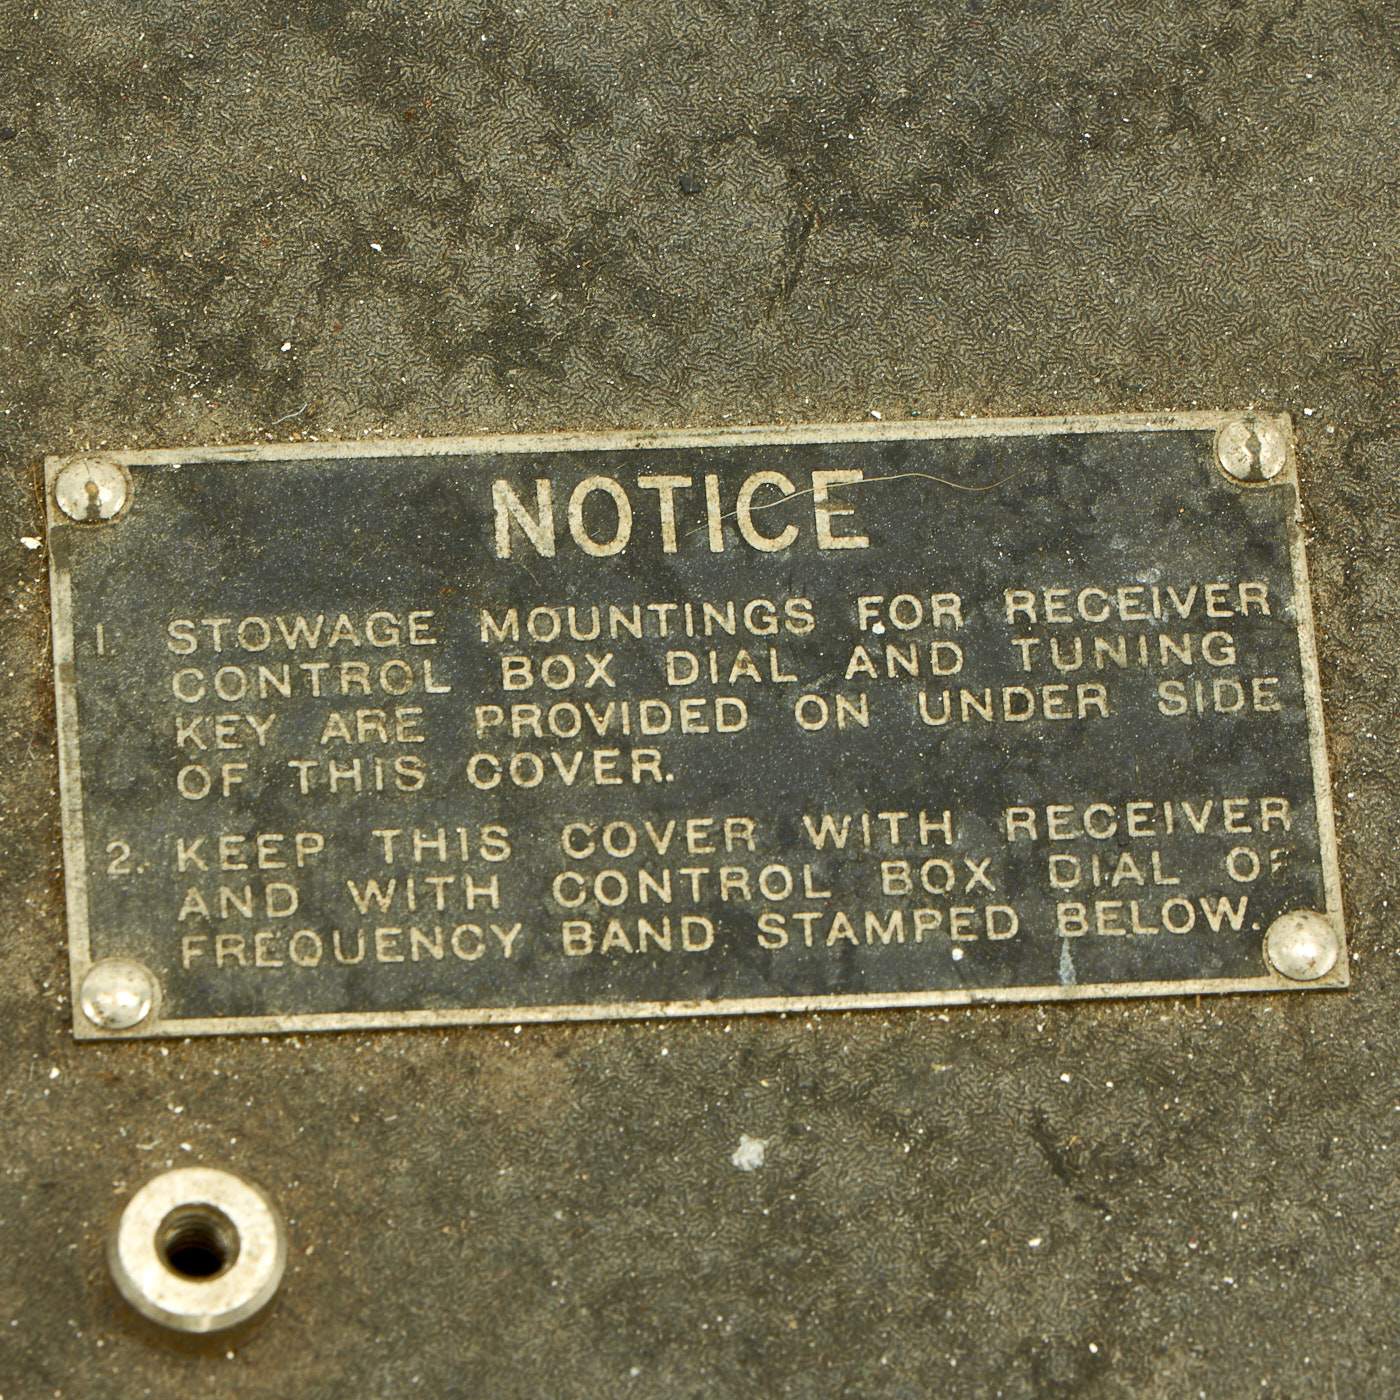 NOTICE
1. STOWAGE MOUNTINGS FOR RECEIVER
CONTROL BOX DIAL AND TUNING
KEY ARE PROVIDED ON UNDER SIDE
OF THIS COVER.
2. KEEP THIS COVER WITH RECEIVER
AND WITH CONTROL BOX DIAL OF
FREQUENCY BAND STAMPED BELOW.